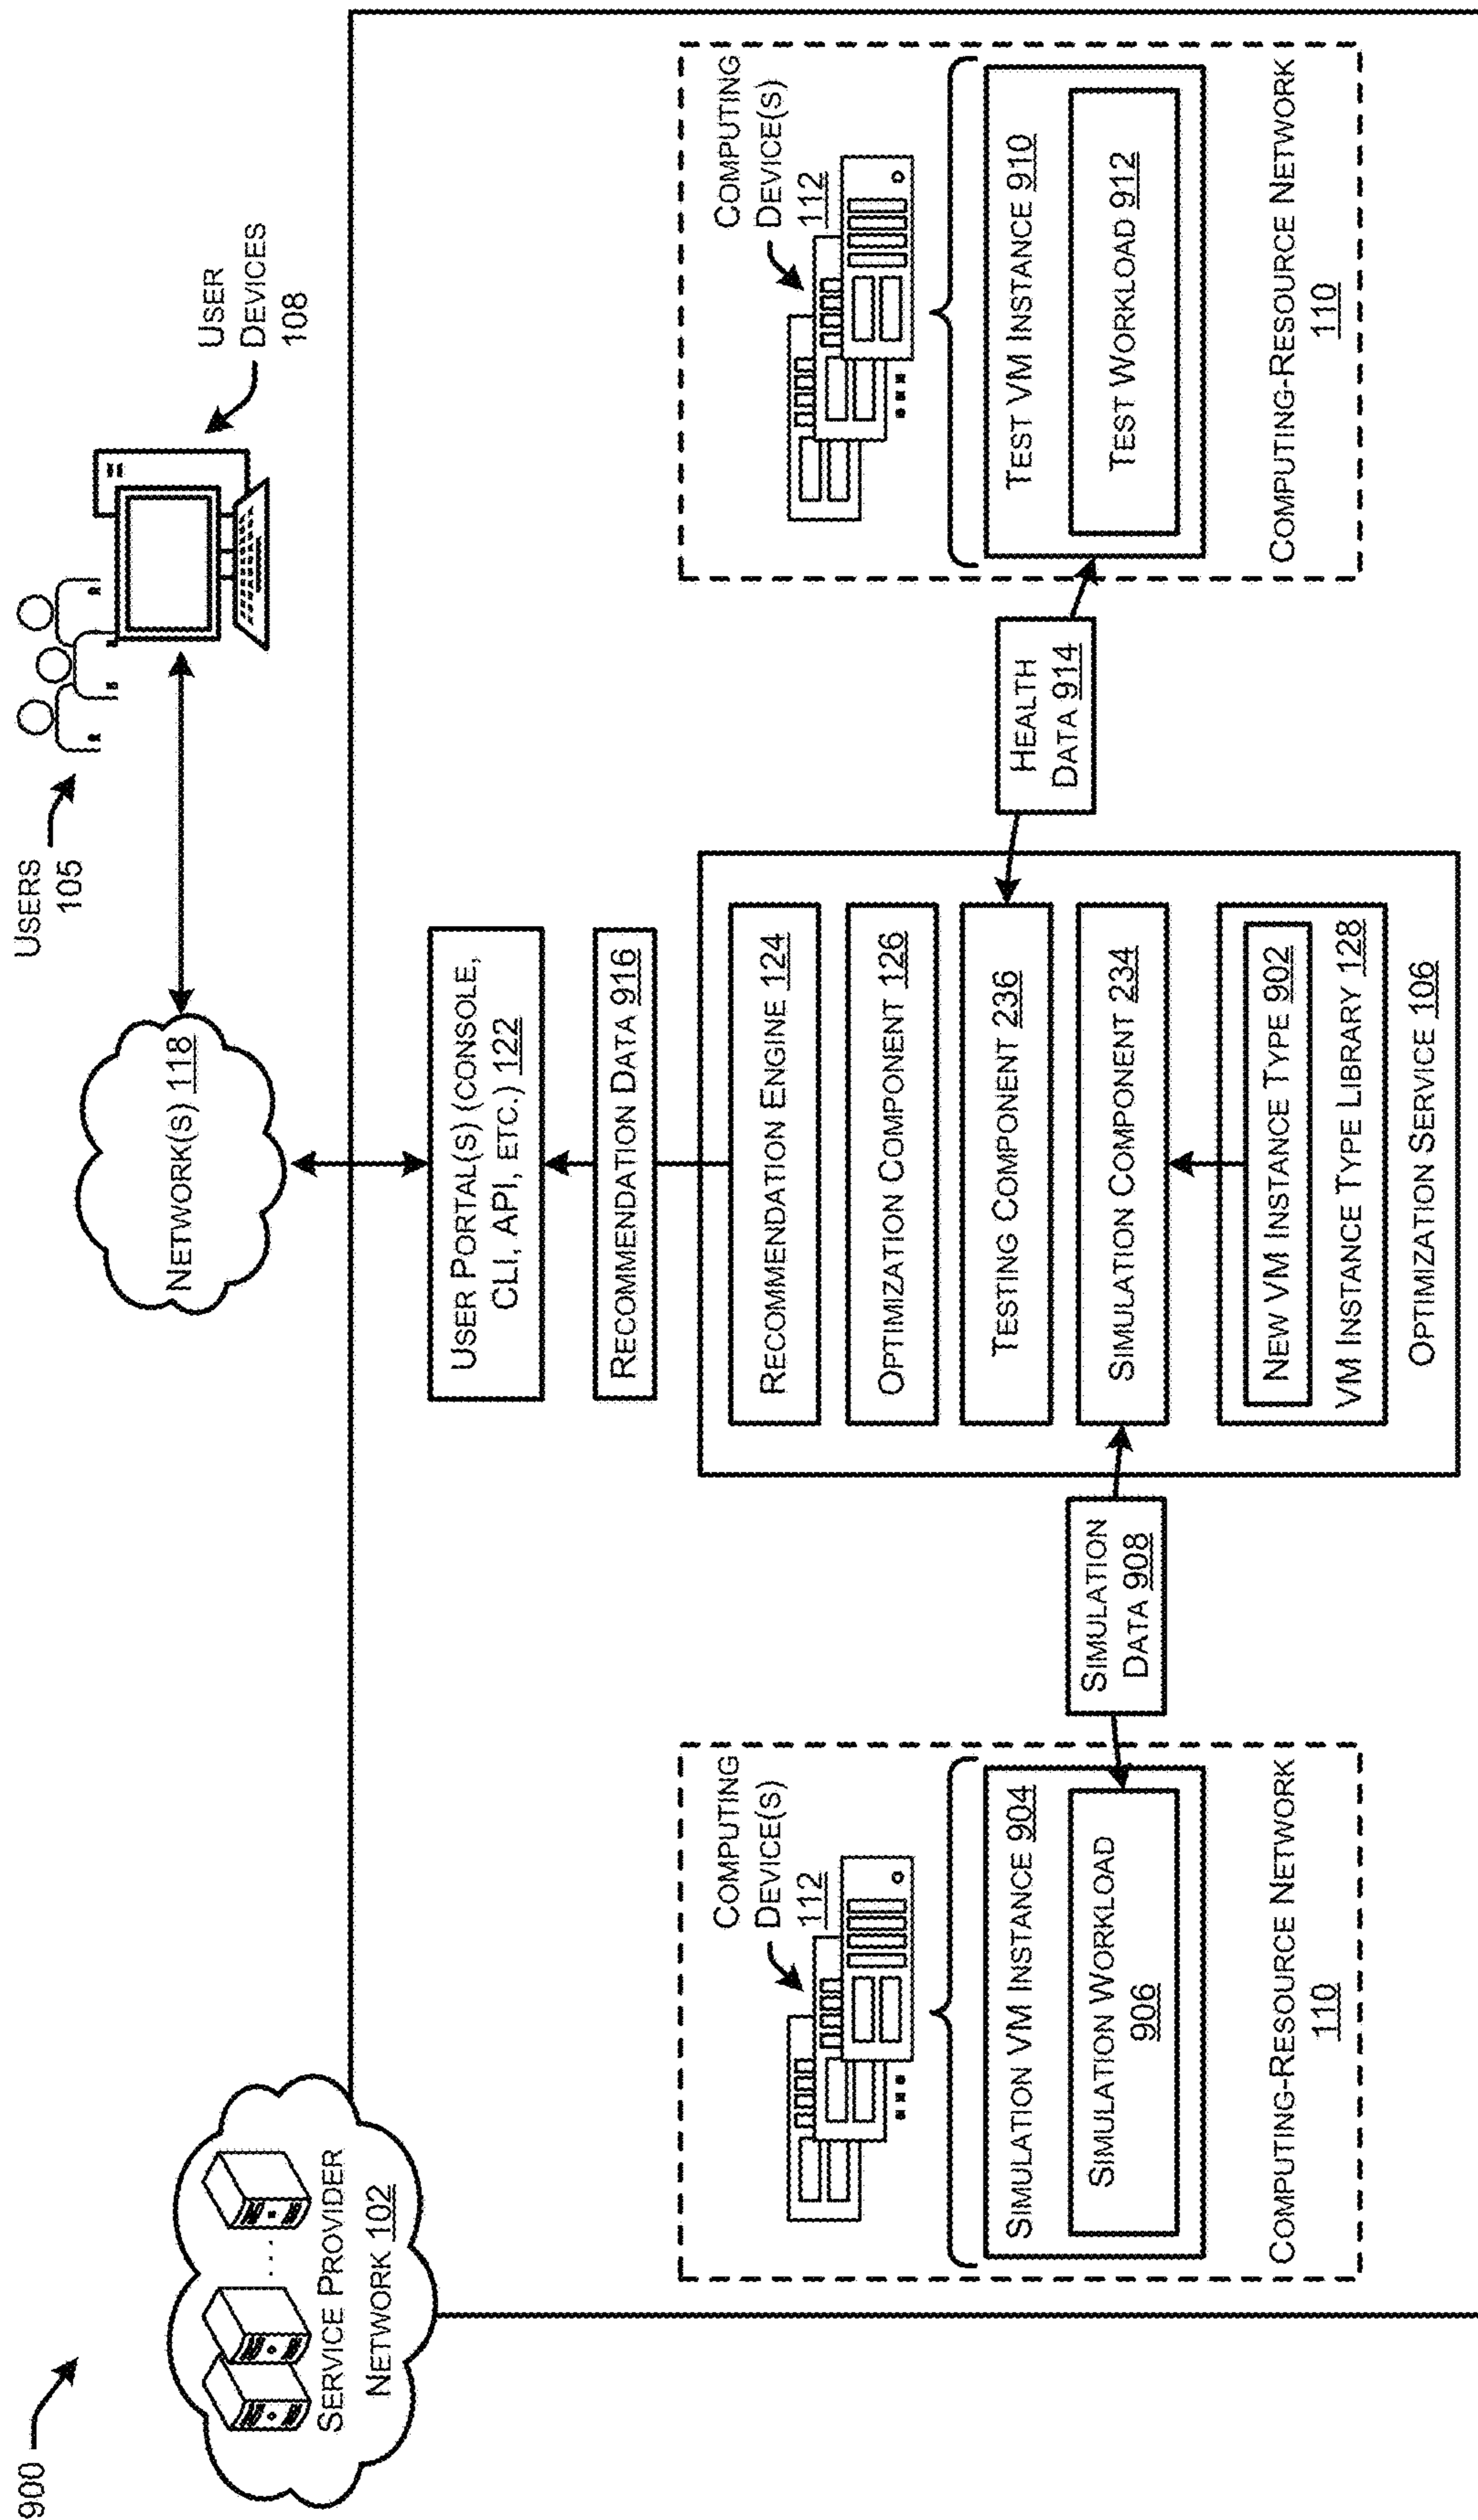 900
SERVICE PROVIDER
NETWORK 102
NETWORK(S) 118
USERS
105
USER
DEVICES
108
USER PORTAL(S) (CONSOLE,
CLI, API, ETC.) 122
RECOMMENDATION DATA 916
COMPUTING
DEVICE(S)
112
SIMULATION VM INSTANCE 904
SIMULATION WORKLOAD
906
COMPUTING-RESOURCE NETWORK
110
SIMULATION
DATA 908
RECOMMENDATION ENGINE 124
OPTIMIZATION COMPONENT 126
TESTING COMPONENT 236
SIMULATION COMPONENT 234
NEW VM INSTANCE TYPE 902
VM INSTANCE TYPE LIBRARY 128
OPTIMIZATION SERVICE 106
HEALTH
DATA 914
COMPUTING
DEVICE(S)
112
TEST VM INSTANCE 910
TEST WORKLOAD 912
COMPUTING-RESOURCE NETWORK
110